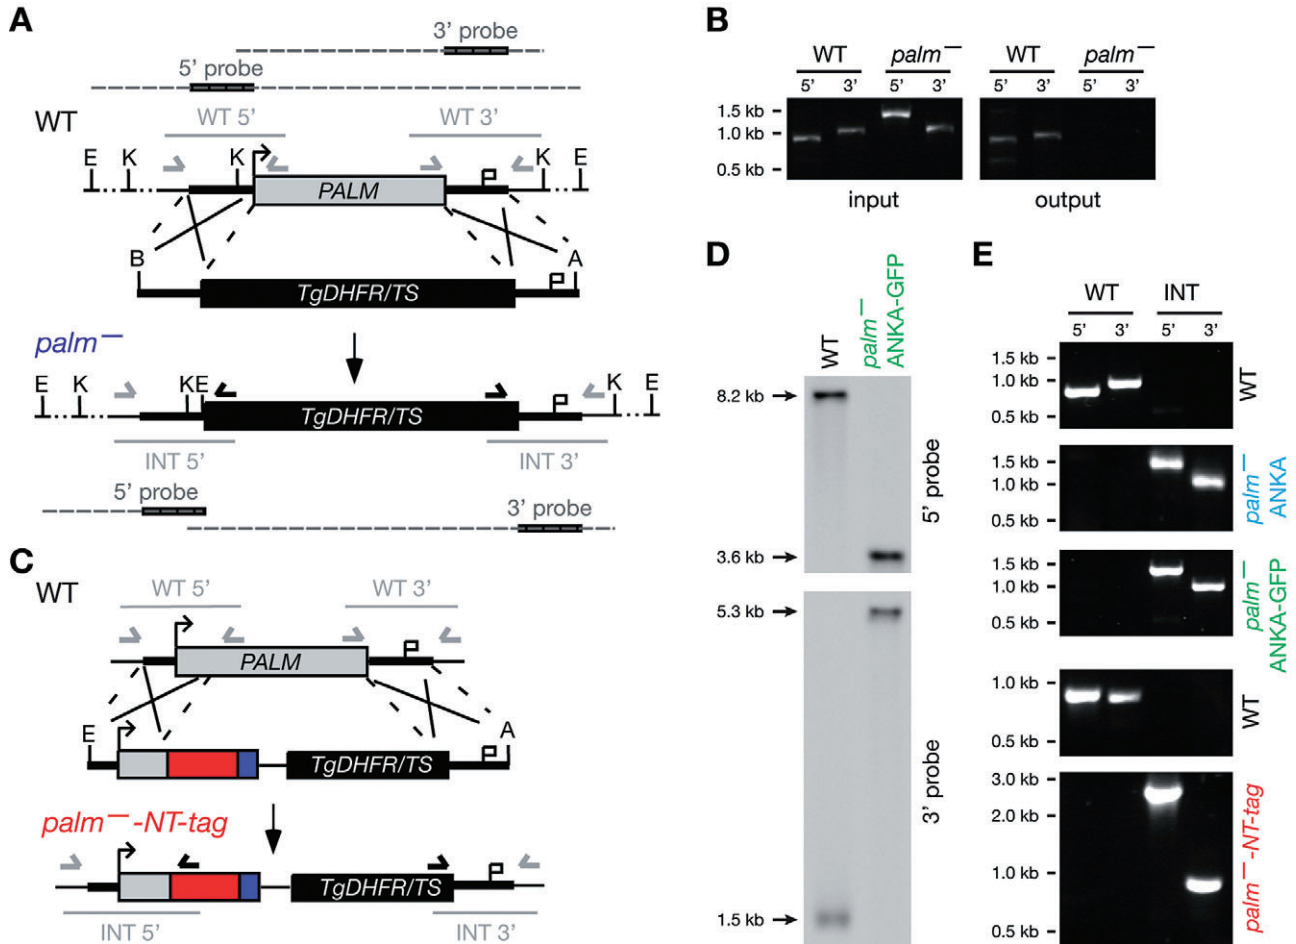 A
3’ probe
5’ probe
WT
WT 5’
WT 3’
E K K K E
PALM
B A
TgDHFR/TS
palm—
E K KE K E
TgDHFR/TS
INT 5’
INT 3’
5’ probe
3’ probe
B
WT palm— WT palm—
5’ 3’ 5’ 3’ 5’ 3’ 5’ 3’
1.5 kb
1.0 kb
0.5 kb
input output
C
WT
WT 5’
WT 3’
PALM
E A
TgDHFR/TS
palm—-NT-tag
TgDHFR/TS
INT 5’
INT 3’
D
WT
palm—
ANKA-GFP
8.2 kb
3.6 kb
5’ probe
5.3 kb
1.5 kb
3’ probe
E
WT INT
5’ 3’ 5’ 3’
1.5 kb
1.0 kb
0.5 kb
WT
1.5 kb
1.0 kb
0.5 kb
palm—
ANKA
1.5 kb
1.0 kb
0.5 kb
palm—
ANKA-GFP
1.0 kb
0.5 kb
WT
3.0 kb
2.0 kb
1.0 kb
0.5 kb
palm—-NT-tag